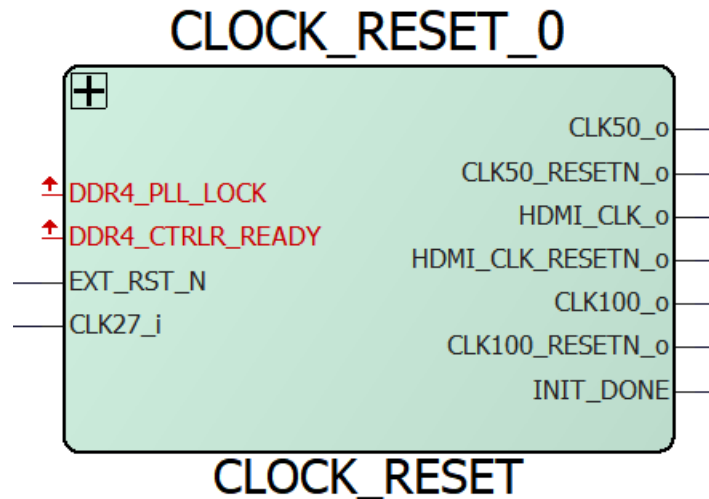 CLOCK_RESET_0
DDR4_PLL_LOCK
DDR4_CTRLR_READY
EXT_RST_N
CLK27_i
CLK50_o
CLK50_RESETN_o
HDMI_CLK_o
HDMI_CLK_RESETN_o
CLK100_o
CLK100_RESETN_o
INIT_DONE
CLOCK_RESET